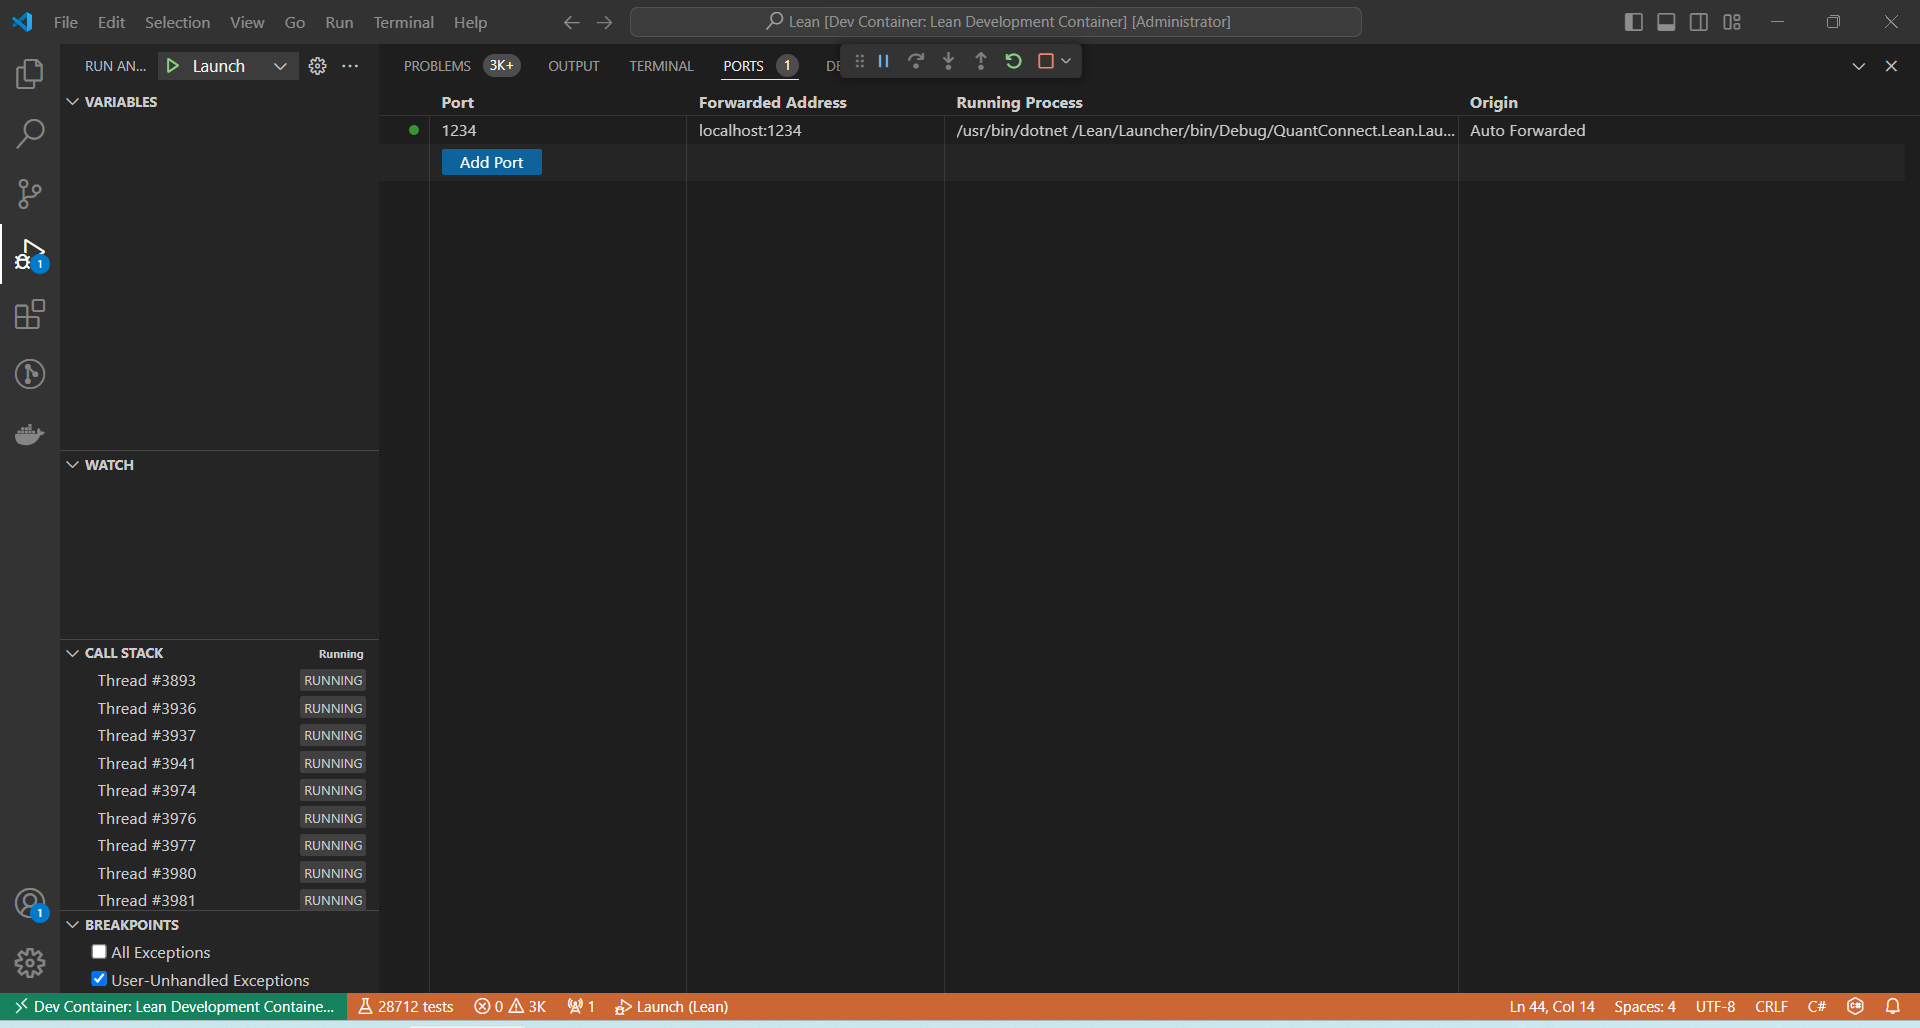 File Edit Selection View Go Run Terminal Help
Lean [Dev Container: Lean Development Container] [Administrator]
RUN AN... Launch
PROBLEMS 3K+ OUTPUT TERMINAL PORTS 1 DE
VARIABLES
Port Forwarded Address Running Process Origin
1234 localhost:1234 /usr/bin/dotnet /Lean/Launcher/bin/Debug/QuantConnect.Lean.Lau... Auto Forwarded
Add Port
1
WATCH
CALL STACK Running
Thread #3893 RUNNING
Thread #3936 RUNNING
Thread #3937 RUNNING
Thread #3941 RUNNING
Thread #3974 RUNNING
Thread #3976 RUNNING
Thread #3977 RUNNING
Thread #3980 RUNNING
Thread #3981 RUNNING
1
BREAKPOINTS
All Exceptions
User-Unhandled Exceptions
Dev Container: Lean Development Containe... 28712 tests 0 3K 1 Launch (Lean) Ln 44, Col 14 Spaces: 4 UTF-8 CRLF C#